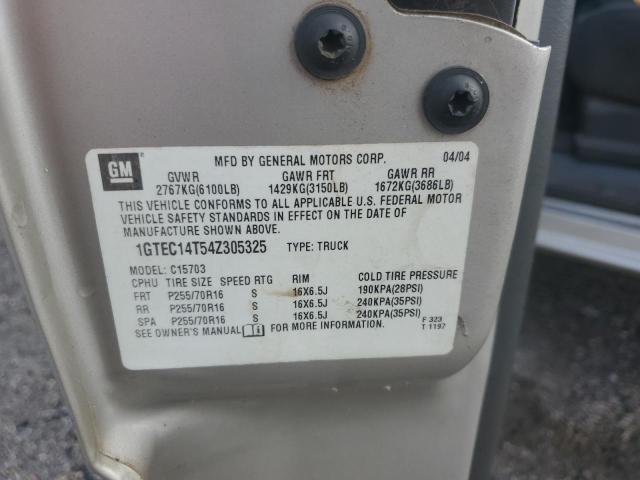 MFD BY GENERAL MOTORS CORP. 04/04
GM
GVWR GAWR FRT GAWR RR
2767KG(6100LB) 1429KG(3150LB) 1672KG(3686LB)
THIS VEHICLE CONFORMS TO ALL APPLICABLE U.S. FEDERAL MOTOR
VEHICLE SAFETY STANDARDS IN EFFECT ON THE DATE OF
MANUFACTURE SHOWN ABOVE.
1GTEC14T54Z305325 TYPE: TRUCK
MODEL: C15703
CPHU TIRE SIZE SPEED RTG RIM COLD TIRE PRESSURE
FRT P255/70R16 S 16X6.5J 190KPA(28PSI)
RR P255/70R16 S 16X6.5J 240KPA(35PSI)
SPA P255/70R16 S 16X6.5J 240KPA(35PSI)
SEE OWNER'S MANUAL FOR MORE INFORMATION.
F 323
T 1197